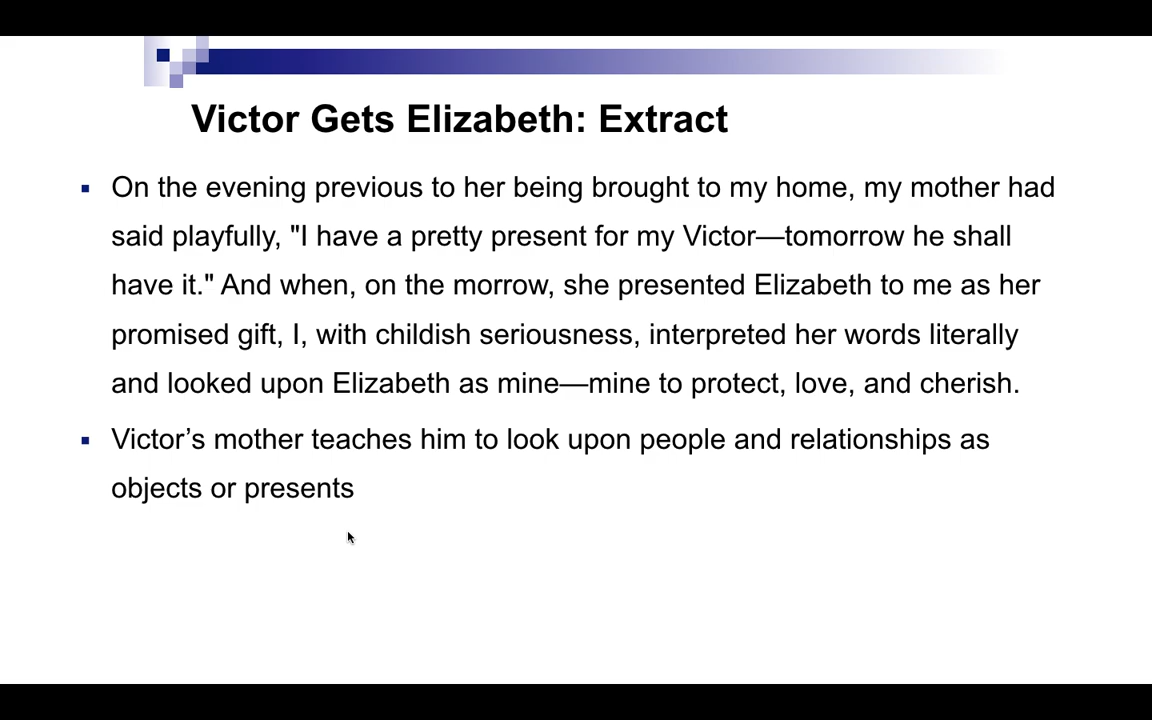 Victor Gets Elizabeth: Extract
On the evening previous to her being brought to my home, my mother had
said playfully, "I have a pretty present for my Victor—tomorrow he shall
have it." And when, on the morrow, she presented Elizabeth to me as her
promised gift, I, with childish seriousness, interpreted her words literally
and looked upon Elizabeth as mine—mine to protect, love, and cherish.
Victor’s mother teaches him to look upon people and relationships as
objects or presents